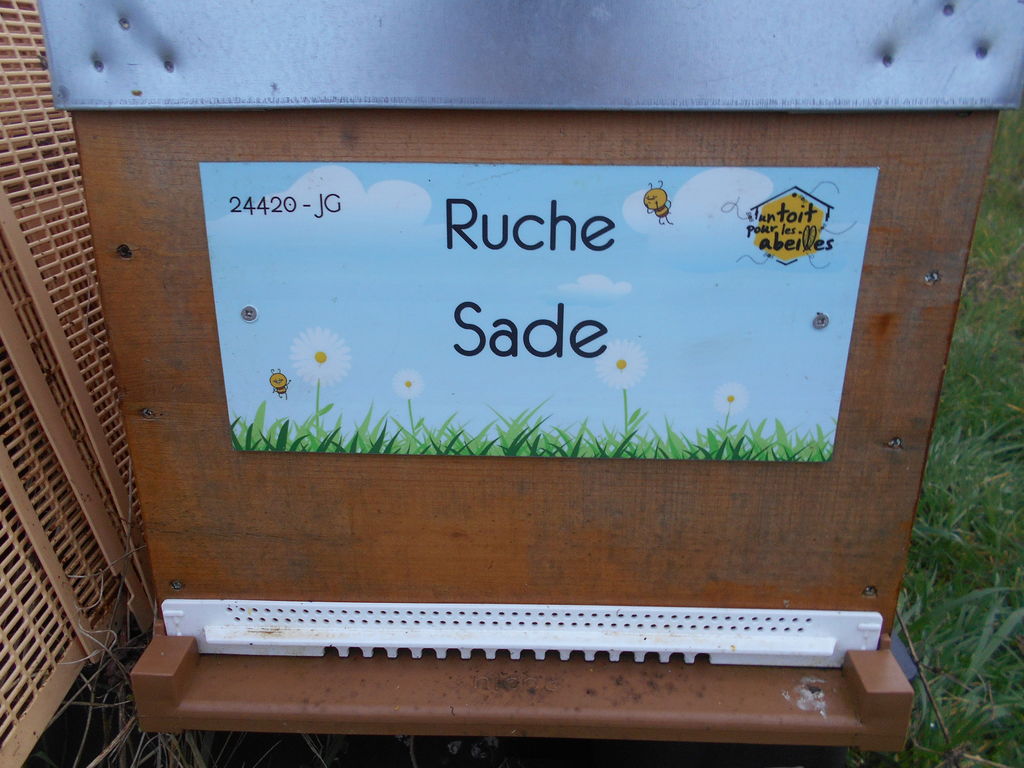 24420 - JG
Ruche
Sade
un toit
pour les
abeilles